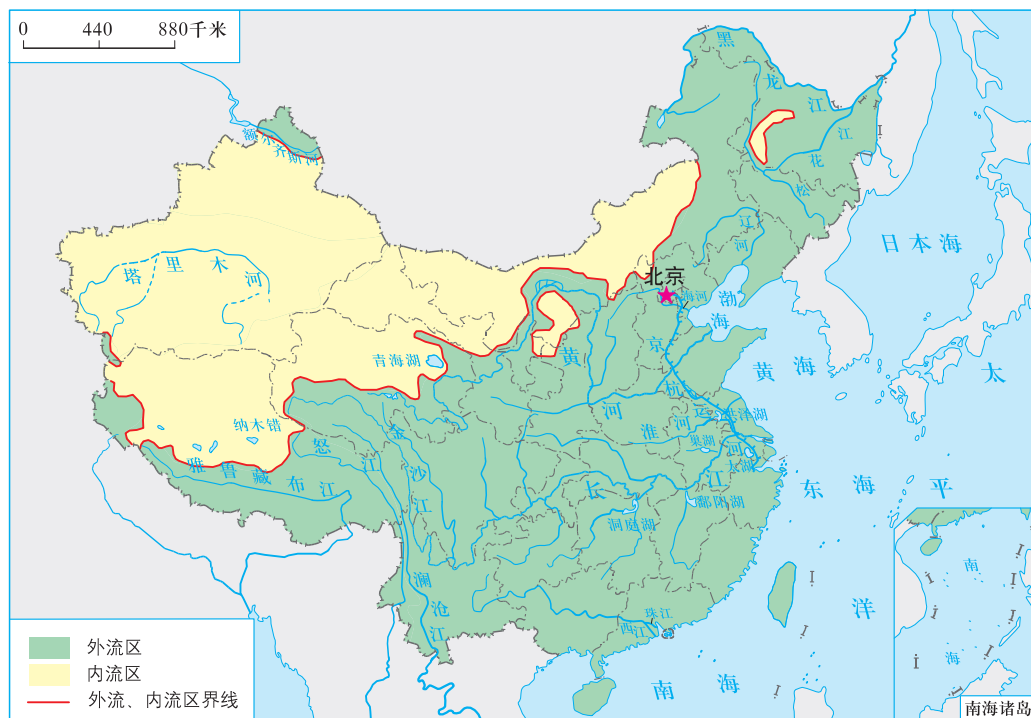 0 440 880千米
黑龙江
额尔齐斯河
松花江
辽河
日本海
塔里木河
北京
海河
渤海
青海湖
黄河
京杭运河
黄海
太平洋
纳木错
怒江
金沙江
淮河
洪泽湖
巢湖
太湖
雅鲁藏布江
长江
东海
鄱阳湖
洞庭湖
澜沧江
珠江
西江
南海
南海
南海诸岛
外流区
内流区
外流、内流区界线